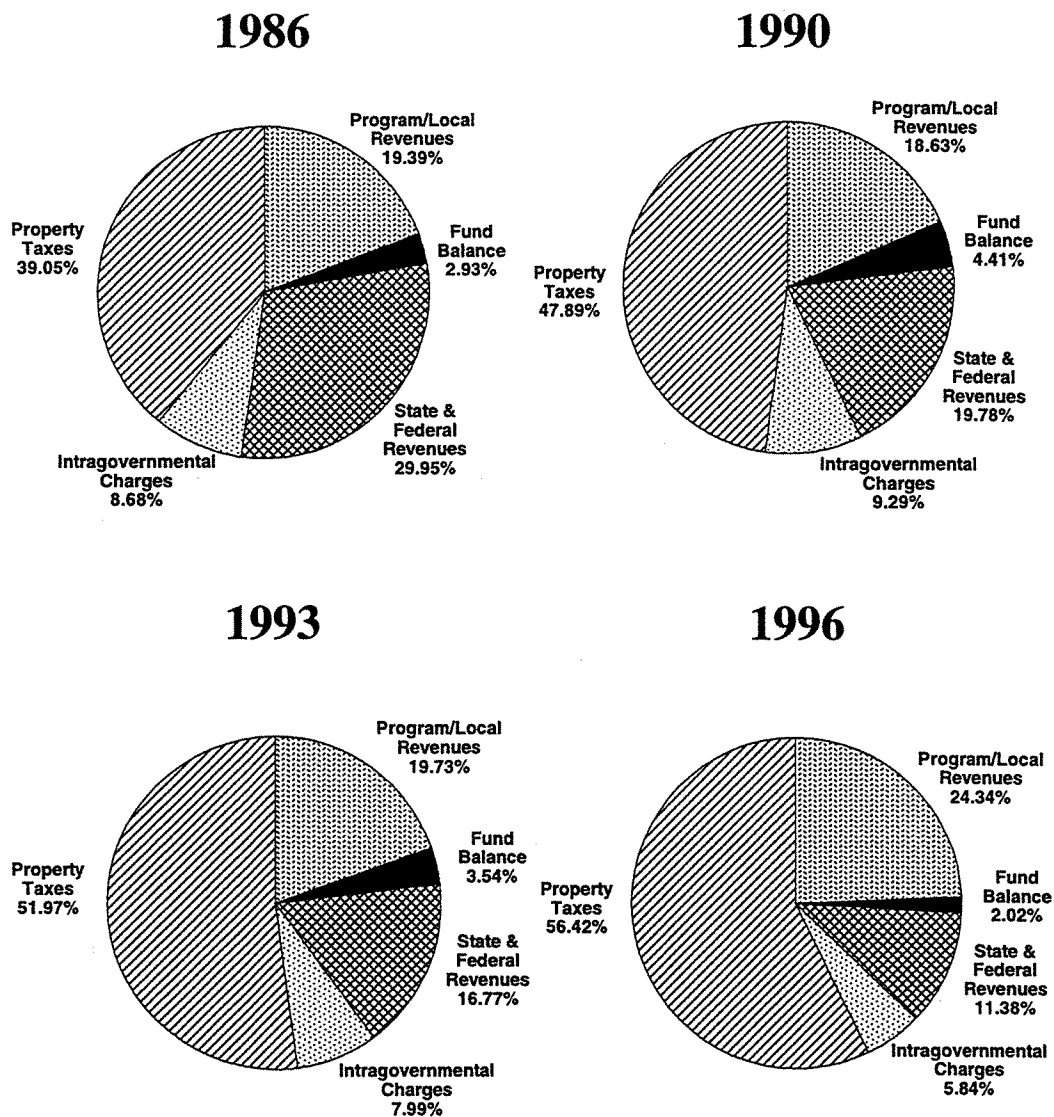 1986
Program/Local
Revenues
19.39%
Fund
Balance
2.93%
State &
Federal
Revenues
29.95%
Intragovernmental
Charges
8.68%
Property
Taxes
39.05%
1990
Program/Local
Revenues
18.63%
Fund
Balance
4.41%
State &
Federal
Revenues
19.78%
Intragovernmental
Charges
9.29%
Property
Taxes
47.89%
1993
Program/Local
Revenues
19.73%
Fund
Balance
3.54%
State &
Federal
Revenues
16.77%
Intragovernmental
Charges
7.99%
Property
Taxes
51.97%
1996
Program/Local
Revenues
24.34%
Fund
Balance
2.02%
State &
Federal
Revenues
11.38%
Intragovernmental
Charges
5.84%
Property
Taxes
56.42%